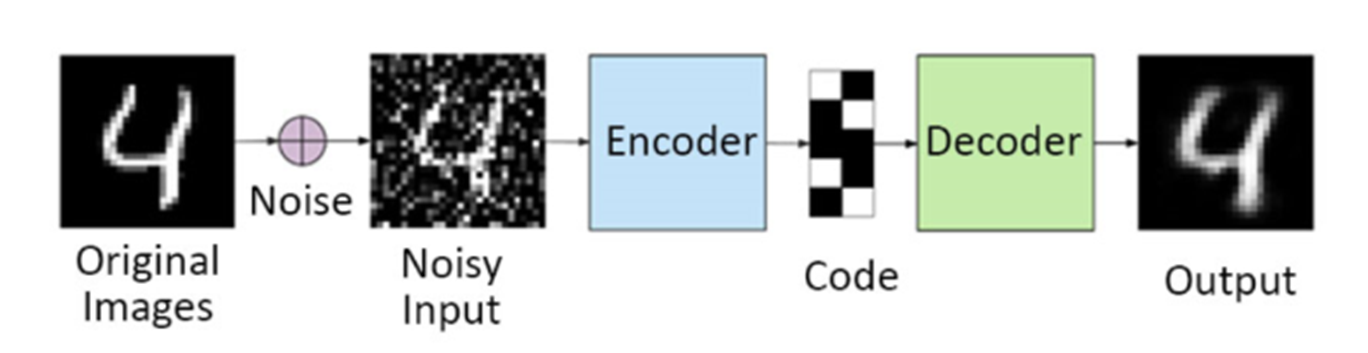 Noise
Encoder
Decoder
Original
Images
Noisy
Input
Code
Output